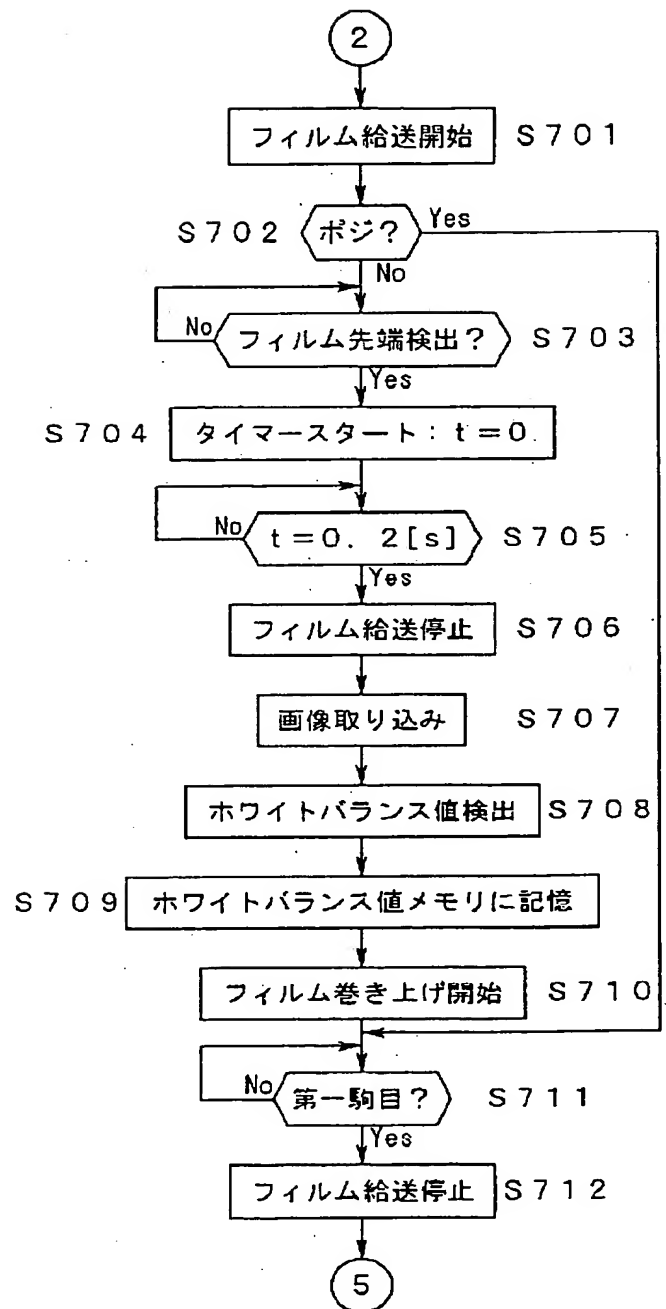 2
フィルム給送開始 S701
S702 ポジ? Yes
No
No フィルム先端検出? S703
Yes
S704 タイマースタート: t=0
No t=0. 2[s] S705
Yes
フィルム給送停止 S706
画像取り込み S707
ホワイトバランス値検出 S708
S709 ホワイトバランス値メモリに記憶
フィルム巻き上げ開始 S710
No 第一駒目? S711
Yes
フィルム給送停止 S712
5